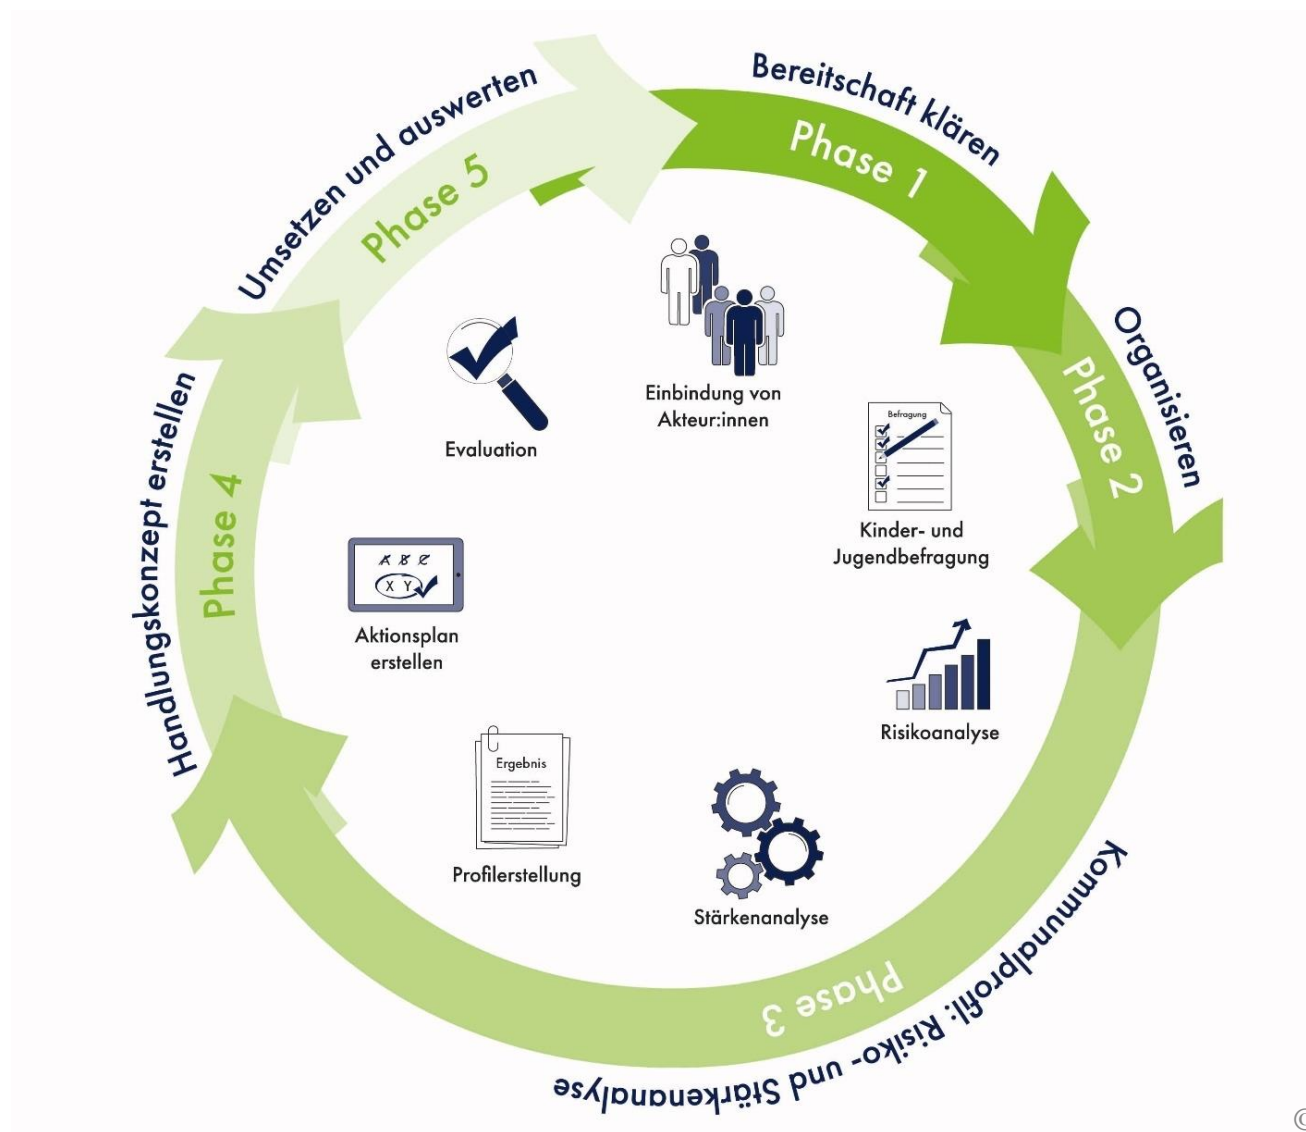 Bereitschaft klären
Phase 1
Organisieren
Phase 2
Kommunalprofil: Risiko- und Stärkenanalyse
Phase 3
Handlungskonzept erstellen
Phase 4
Umsetzen und auswerten
Phase 5
Einbindung von
Akteur:innen
Befragung
Kinder- und
Jugendbefragung
Risikoanalyse
Stärkenanalyse
Ergebnis
Profilerstellung
A B C
X Y
Aktionsplan
erstellen
Evaluation
©